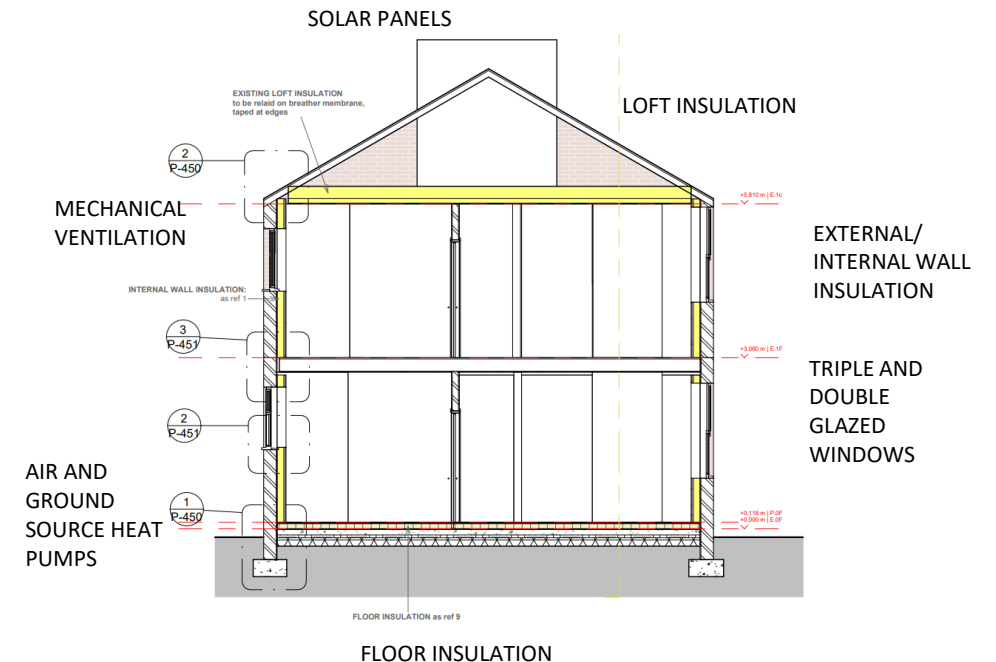 SOLAR PANELS
EXISTING LOFT INSULATION
to be relaid on breather membrane,
taped at edges
LOFT INSULATION
2
P-450
+5.810 m | E.1c
MECHANICAL
VENTILATION
EXTERNAL/
INTERNAL WALL
INSULATION
INTERNAL WALL INSULATION:
as ref 1
3
P-451
+3.060 m | E.1F
TRIPLE AND
DOUBLE
GLAZED
WINDOWS
2
P-451
AIR AND
GROUND
SOURCE HEAT
PUMPS
1
P-450
+0.118 m | P.0F
+0.000 m | E.0F
FLOOR INSULATION as ref 9
FLOOR INSULATION